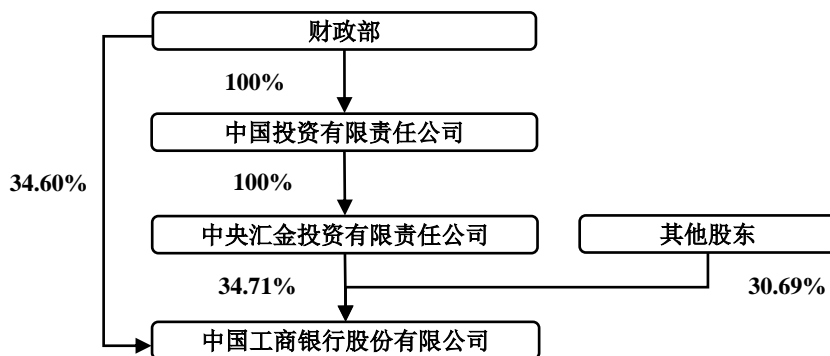 财政部
100%
中国投资有限责任公司
34.60%
100%
中央汇金投资有限责任公司
其他股东
34.71%
30.69%
中国工商银行股份有限公司